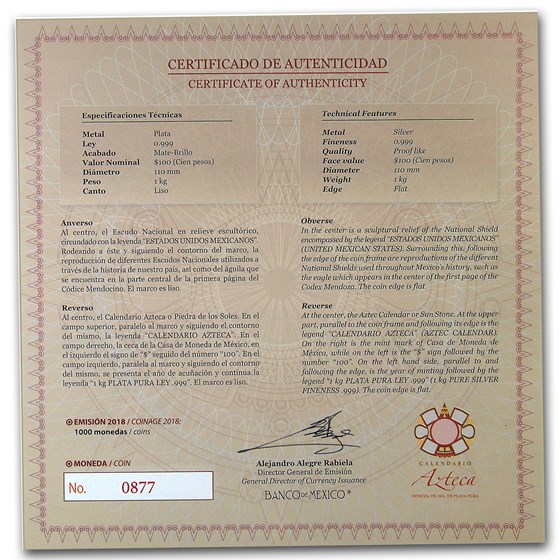 CERTIFICADO DE AUTENTICIDAD
CERTIFICATE OF AUTHENTICITY
Especificaciones Técnicas
Metal Plata
Ley 0.999
Acabado Mate-Brillo
Valor Nominal $100 (Cien pesos)
Diámetro 110 mm
Peso 1 kg
Canto Liso
Technical Features
Metal Silver
Fineness 0.999
Quality Proof like
Face value $100 (Cien pesos)
Diameter 110 mm
Weight 1 kg
Edge Flat
Anverso
Al centro, el Escudo Nacional en relieve escultórico,
circundado con la leyenda "ESTADOS UNIDOS MEXICANOS".
Rodeando a éste y siguiendo el contorno del marco, la
reproducción de diferentes Escudos Nacionales utilizados a
través de la historia de nuestro país, así como del águila que
se encuentra en la parte central de la primera página del
Códice Mendocino. El marco es liso.
Obverse
In the center is a sculptural relief of the National Shield
encompassed by the legend "ESTADOS UNIDOS MEXICANOS"
(UNITED MEXICAN STATES). Surrounding this, following
the edge of the coin frame are reproductions of the different
National Shields used throughout Mexico's history, such as
the eagle which appears in the center of the first page of the
Codex Mendoza. The coin edge is flat.
Reverso
Al centro, el Calendario Azteca o Piedra de los Soles. En el
campo superior, paralelo al marco y siguiendo el contorno
del mismo, la leyenda "CALENDARIO AZTECA". En el
campo derecho, la ceca de la Casa de Moneda de México, en
el izquierdo el signo de "$" seguido del número "100". En el
campo izquierdo, paralela al marco y siguiendo el contorno
del mismo, se presenta el año de acuñación y continua la
leyenda "1 kg PLATA PURA LEY .999". El marco es liso.
Reverse
At the center, the Aztec Calendar or Sun Stone. At the upper
part, parallel to the coin frame and following its edge is the
legend "CALENDARIO AZTECA" (AZTEC CALENDAR).
On the right is the mint mark of Casa de Moneda de
México, while on the left is the "$" sign followed by the
number "100". On the left hand side, parallel to and
following the edge, is the year of minting followed by the
legend "1 kg PLATA PURA LEY .999" (1 kg PURE SILVER
FINENESS .999). The coin edge is flat.
EMISIÓN 2018 / COINAGE 2018:
1000 monedas / coins
MONEDA / COIN
No. 0877
Alejandro Alegre Rabiela
Director General de Emisión
General Director of Currency Issuance
BANCO DE MEXICO®
CALENDARIO
Azteca